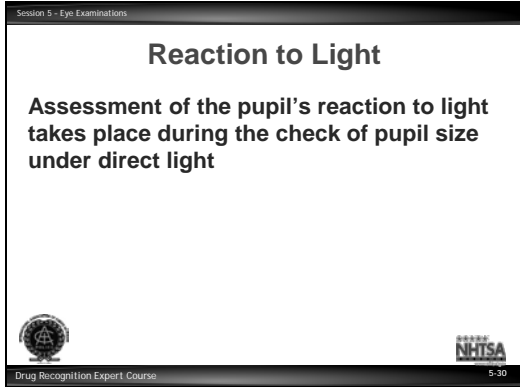 Session 5 - Eye Examinations
Reaction to Light
Assessment of the pupil's reaction to light
takes place during the check of pupil size
under direct light
NHTSA
Drug Recognition Expert Course
5-30